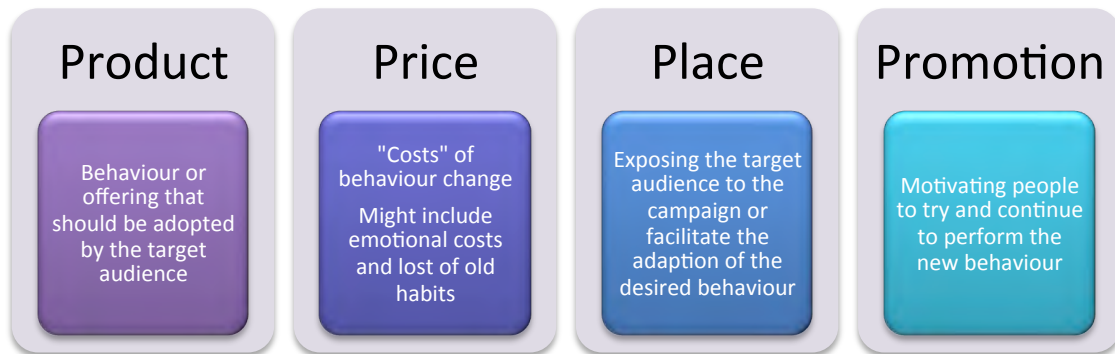 Product
Behaviour or
offering that
should be adopted
by the target
audience
Price
"Costs" of
behaviour change
Might include
emotional costs
and lost of old
habits
Place
Exposing the target
audience to the
campaign or
facilitate the
adaption of the
desired behaviour
Promotion
Motivating people
to try and continue
to perform the
new behaviour